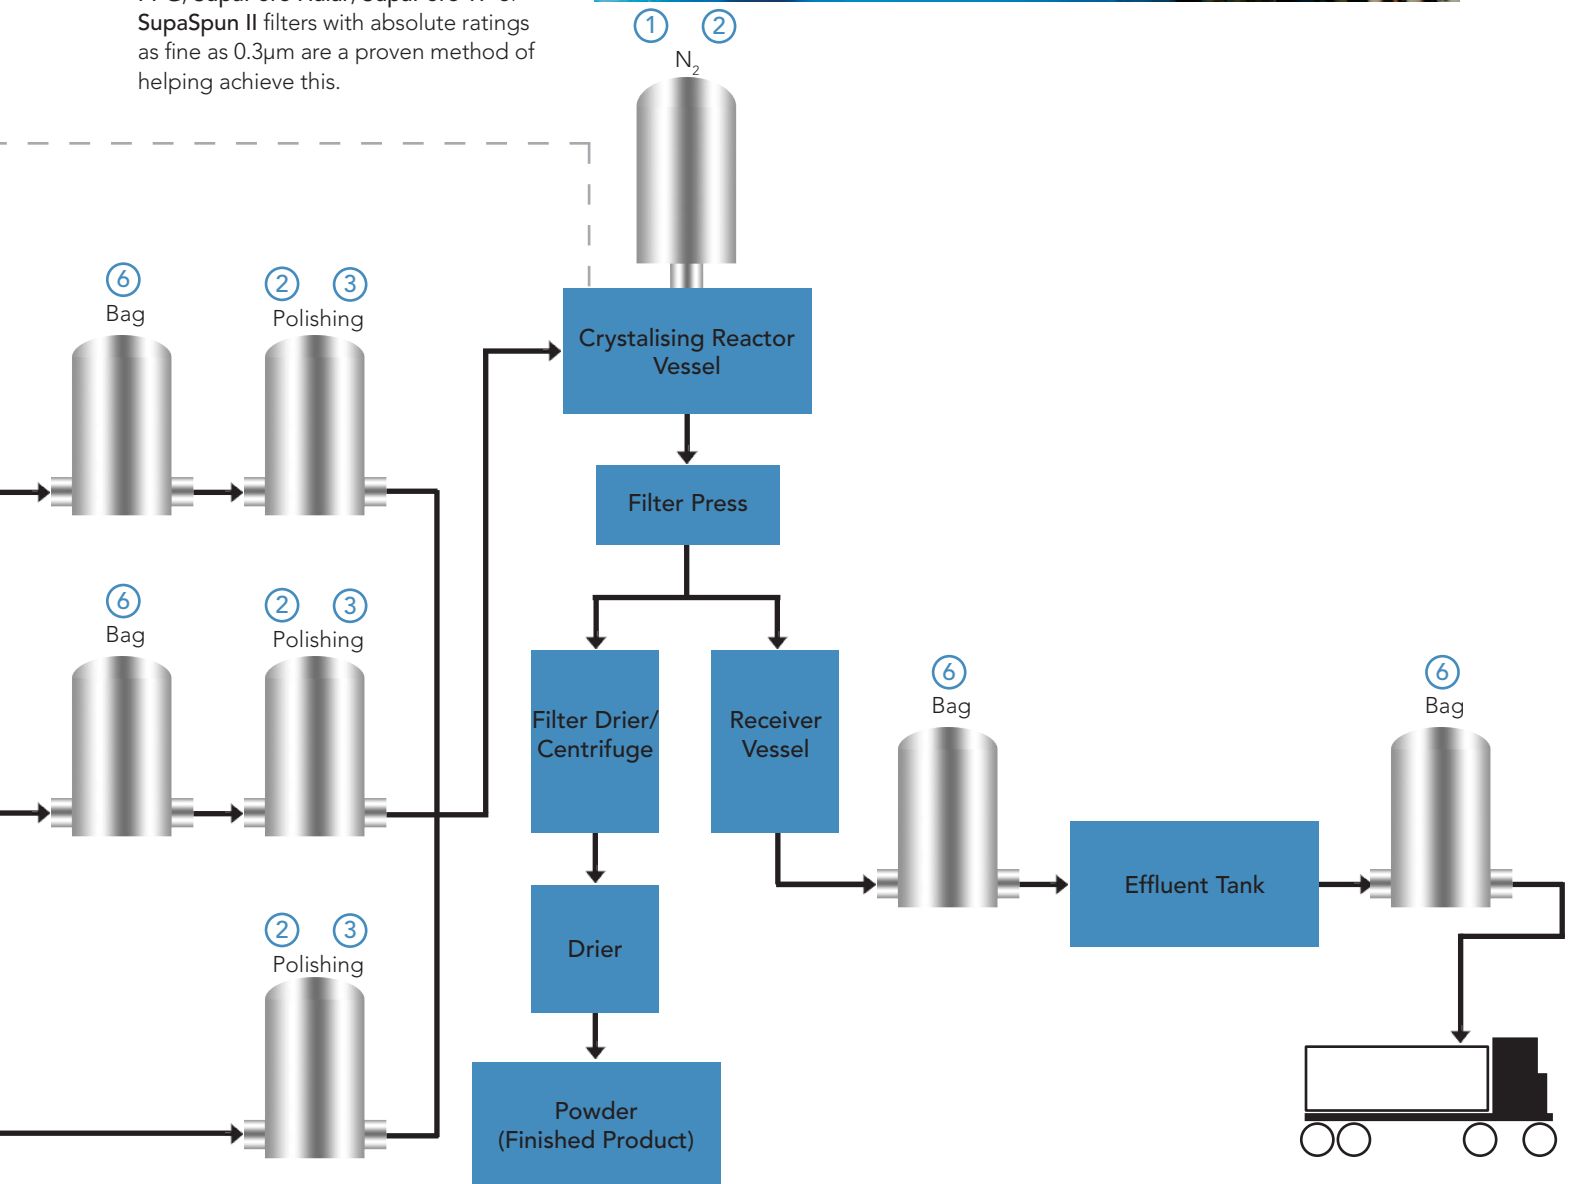 SupaSpun II filters with absolute ratings
as fine as 0.3µm are a proven method of
helping achieve this.
1 2
N2
6
Bag
2 3
Polishing
Crystalising Reactor
Vessel
Filter Press
6
Bag
2 3
Polishing
Filter Drier/
Centrifuge
Receiver
Vessel
6
Bag
6
Bag
Effluent Tank
2 3
Polishing
Drier
Powder
(Finished Product)